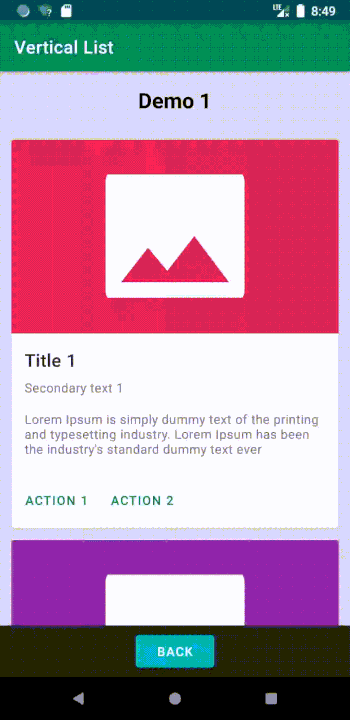 LTE 8:49
Vertical List
Demo 1
Title 1
Secondary text 1
Lorem Ipsum is simply dummy text of the printing
and typesetting industry. Lorem Ipsum has been
the industry's standard dummy text ever
ACTION 1 ACTION 2
BACK